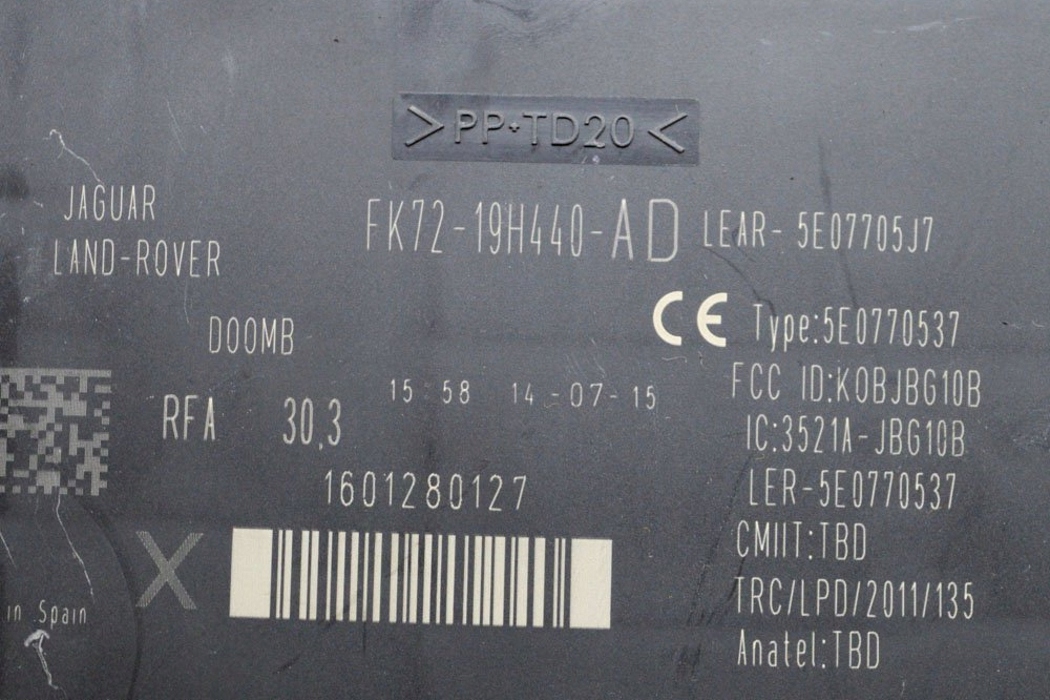 >PP+TD20<
JAGUAR
LAND-ROVER
FK72-19H440-AD LEAR- 5E07705J7
D00MB
CE Type:5E0770537
FCC ID:KOBJBG10B
15 58 14-07-15
RFA 30,3
IC:3521A-JBG10B
1601280127
LER-5E0770537
CMIIT:TBD
X
TRC/LPD/2011/135
in Spain
Anatel:TBD